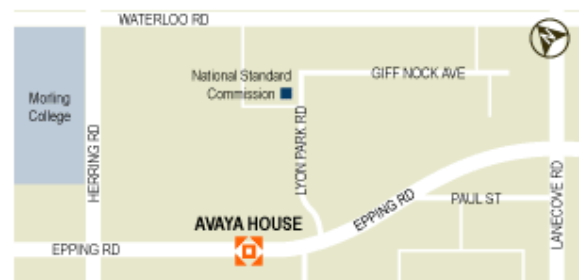 WATERLOO RD
N
National Standard
Commission
GIFF NOCK AVE
Morling
College
HERRING RD
LYON PARK RD
EPPING RD
PAUL ST
LANECOVE RD
AVAYA HOUSE
EPPING RD